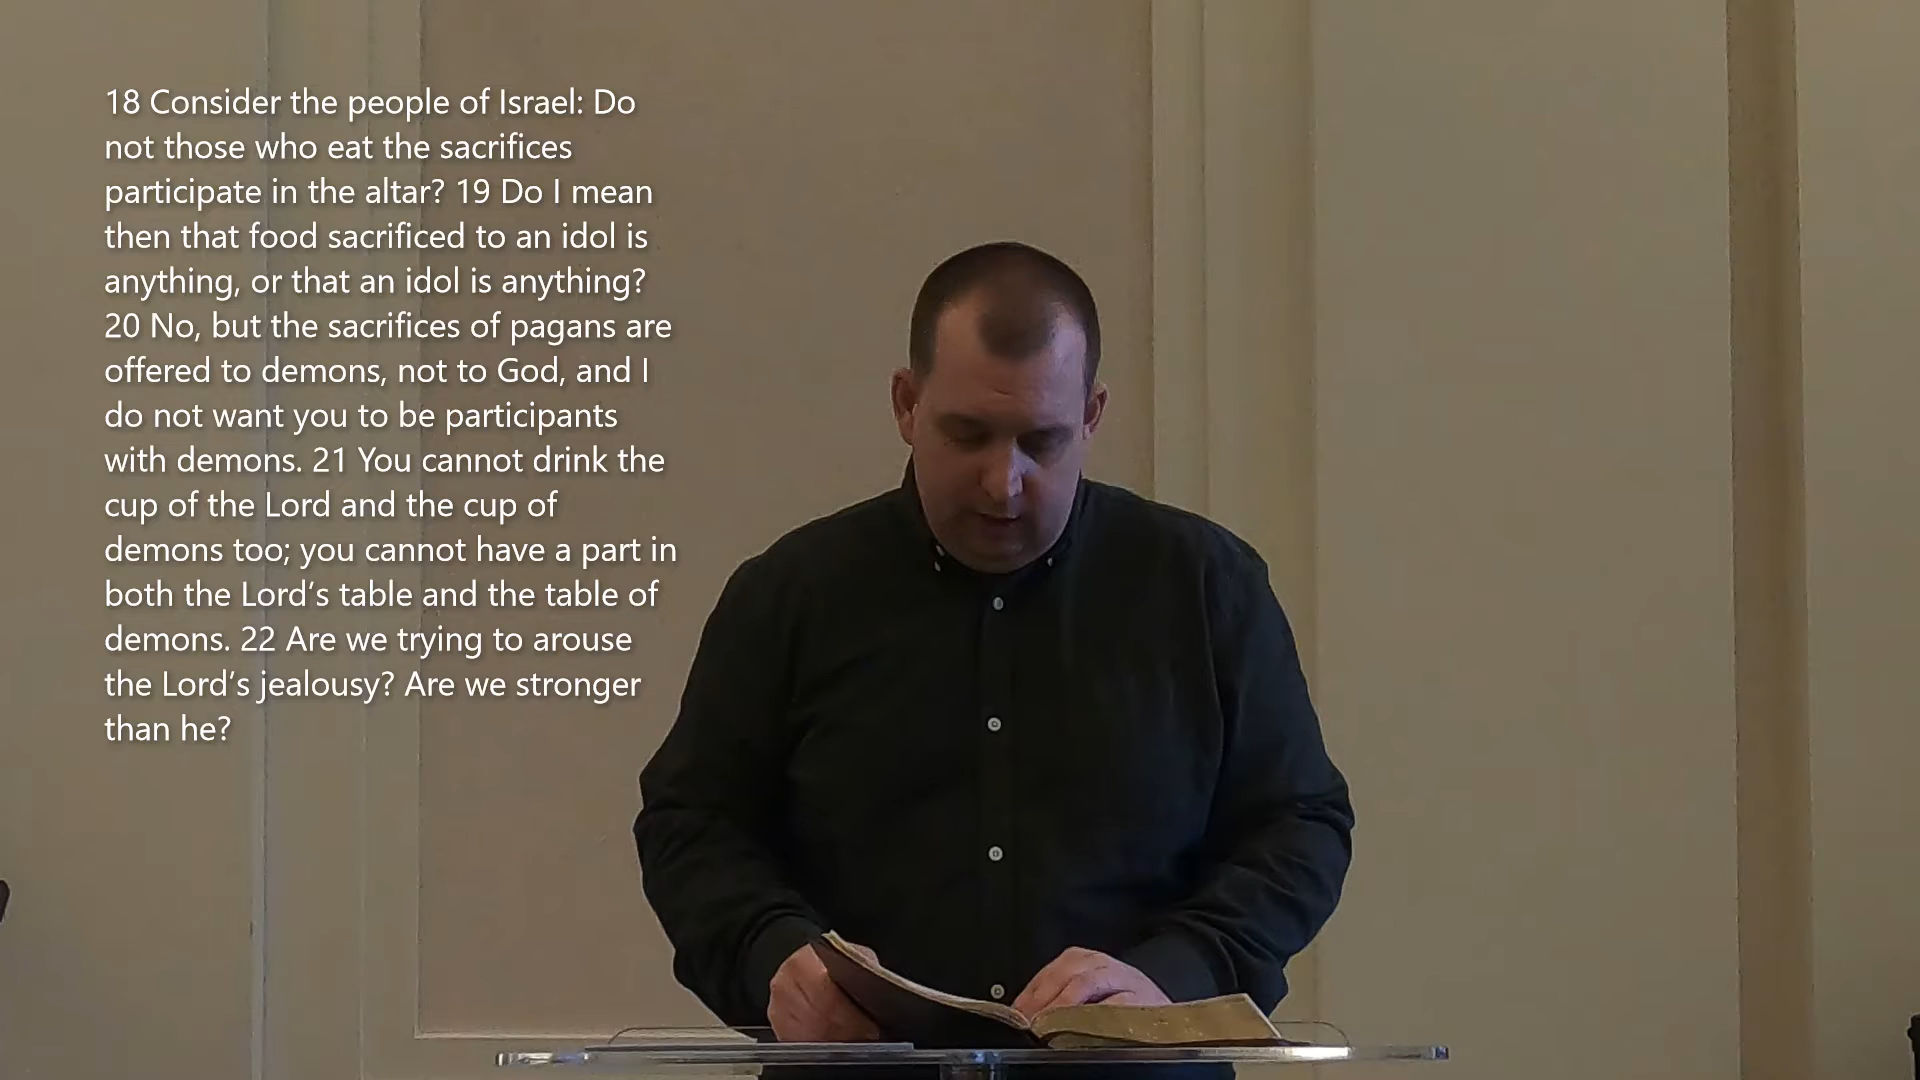 18 Consider the people of Israel: Do
not those who eat the sacrifices
participate in the altar? 19 Do I mean
then that food sacrificed to an idol is
anything, or that an idol is anything?
20 No, but the sacrifices of pagans are
offered to demons, not to God, and I
do not want you to be participants
with demons. 21 You cannot drink the
cup of the Lord and the cup of
demons too; you cannot have a part in
both the Lord’s table and the table of
demons. 22 Are we trying to arouse
the Lord’s jealousy? Are we stronger
than he?